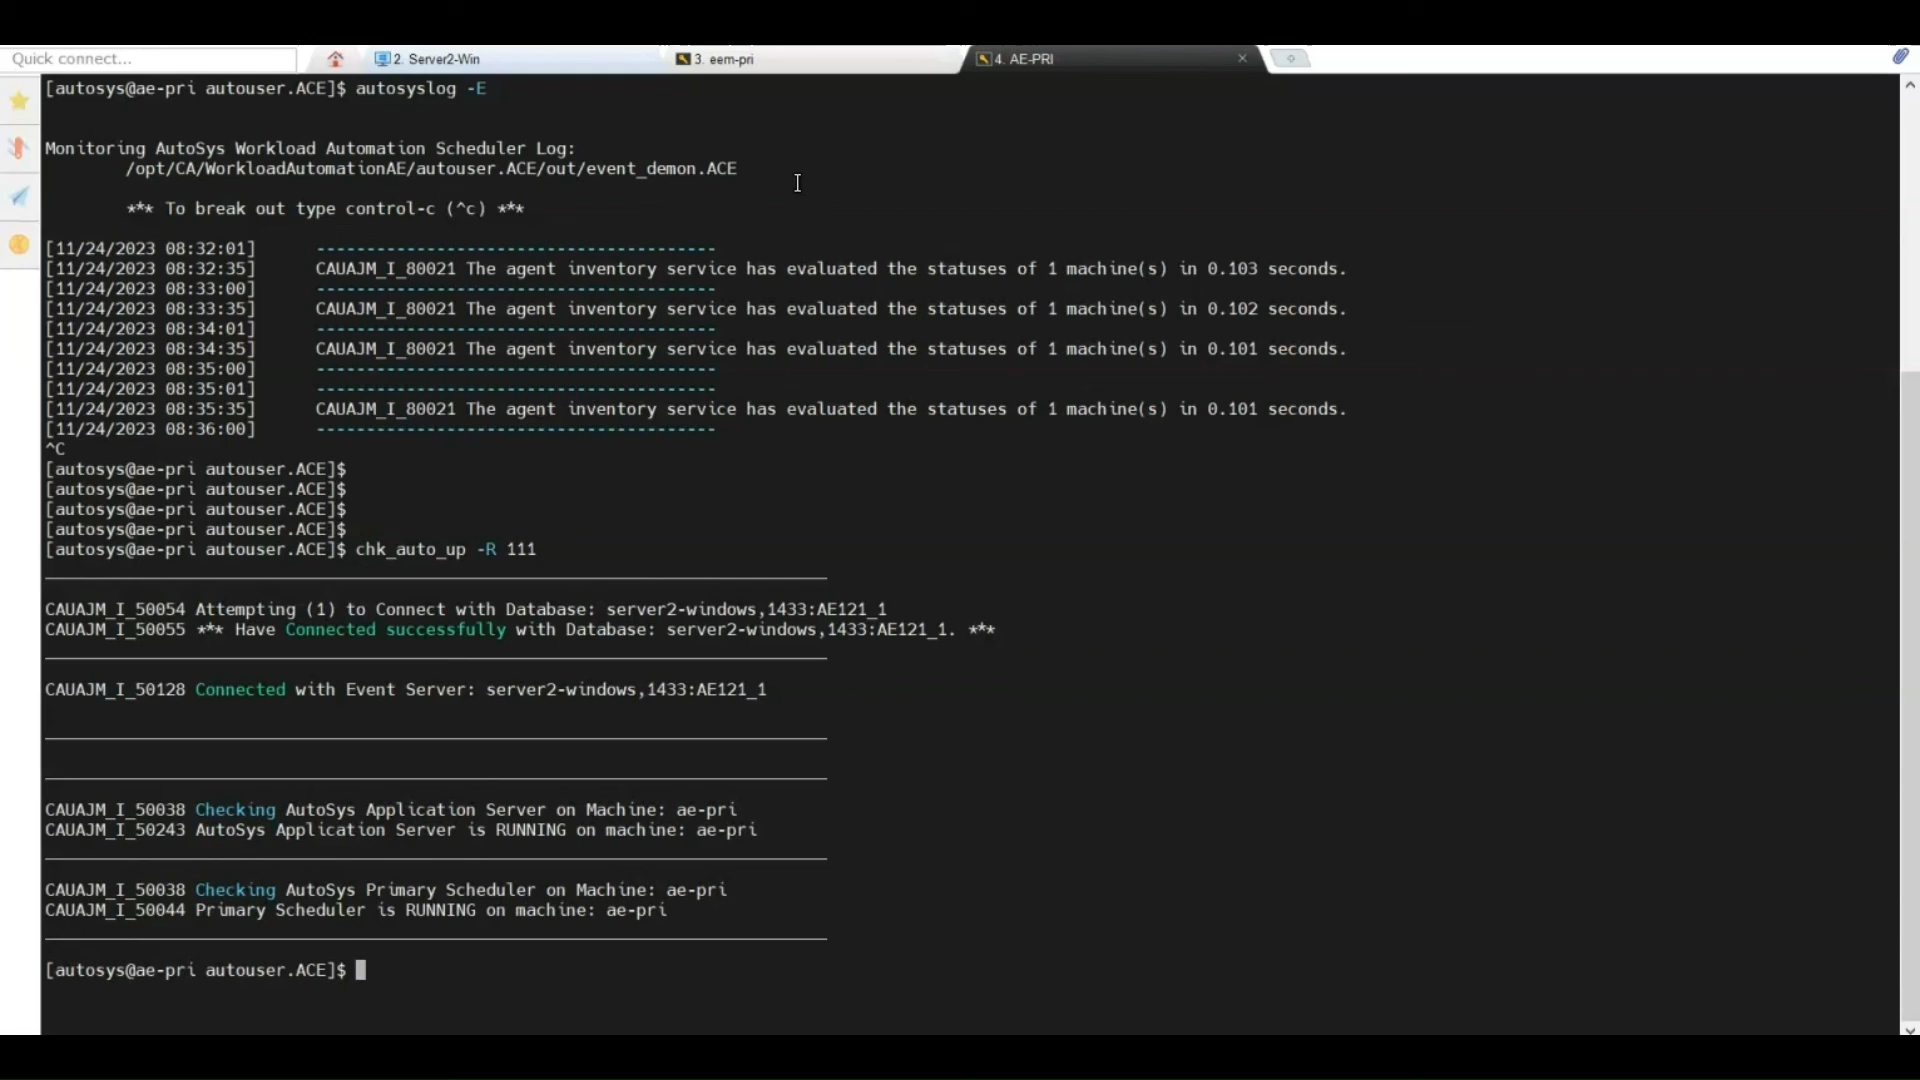 Quick connect...
2. Server2-Win
3. eem-pri
4. AE-PRI
[autosys@ae-pri autouser.ACE]$ autosyslog -E
Monitoring AutoSys Workload Automation Scheduler Log:
/opt/CA/WorkloadAutomationAE/autouser.ACE/out/event_demon.ACE
*** To break out type control-c (^c) ***
[11/24/2023 08:32:01] ----------------------------------------
[11/24/2023 08:32:35] CAUAJM_I_80021 The agent inventory service has evaluated the statuses of 1 machine(s) in 0.103 seconds.
[11/24/2023 08:33:00] ----------------------------------------
[11/24/2023 08:33:35] CAUAJM_I_80021 The agent inventory service has evaluated the statuses of 1 machine(s) in 0.102 seconds.
[11/24/2023 08:34:01] ----------------------------------------
[11/24/2023 08:34:35] CAUAJM_I_80021 The agent inventory service has evaluated the statuses of 1 machine(s) in 0.101 seconds.
[11/24/2023 08:35:00] ----------------------------------------
[11/24/2023 08:35:01] ----------------------------------------
[11/24/2023 08:35:35] CAUAJM_I_80021 The agent inventory service has evaluated the statuses of 1 machine(s) in 0.101 seconds.
[11/24/2023 08:36:00] ----------------------------------------
^C
[autosys@ae-pri autouser.ACE]$
[autosys@ae-pri autouser.ACE]$
[autosys@ae-pri autouser.ACE]$
[autosys@ae-pri autouser.ACE]$
[autosys@ae-pri autouser.ACE]$ chk_auto_up -R 111
______________________________________________________________________________
CAUAJM_I_50054 Attempting (1) to Connect with Database: server2-windows,1433:AE121_1
CAUAJM_I_50055 *** Have Connected successfully with Database: server2-windows,1433:AE121_1. ***
______________________________________________________________________________
CAUAJM_I_50128 Connected with Event Server: server2-windows,1433:AE121_1
______________________________________________________________________________
______________________________________________________________________________
CAUAJM_I_50038 Checking AutoSys Application Server on Machine: ae-pri
CAUAJM_I_50243 AutoSys Application Server is RUNNING on machine: ae-pri
______________________________________________________________________________
CAUAJM_I_50038 Checking AutoSys Primary Scheduler on Machine: ae-pri
CAUAJM_I_50044 Primary Scheduler is RUNNING on machine: ae-pri
______________________________________________________________________________
[autosys@ae-pri autouser.ACE]$